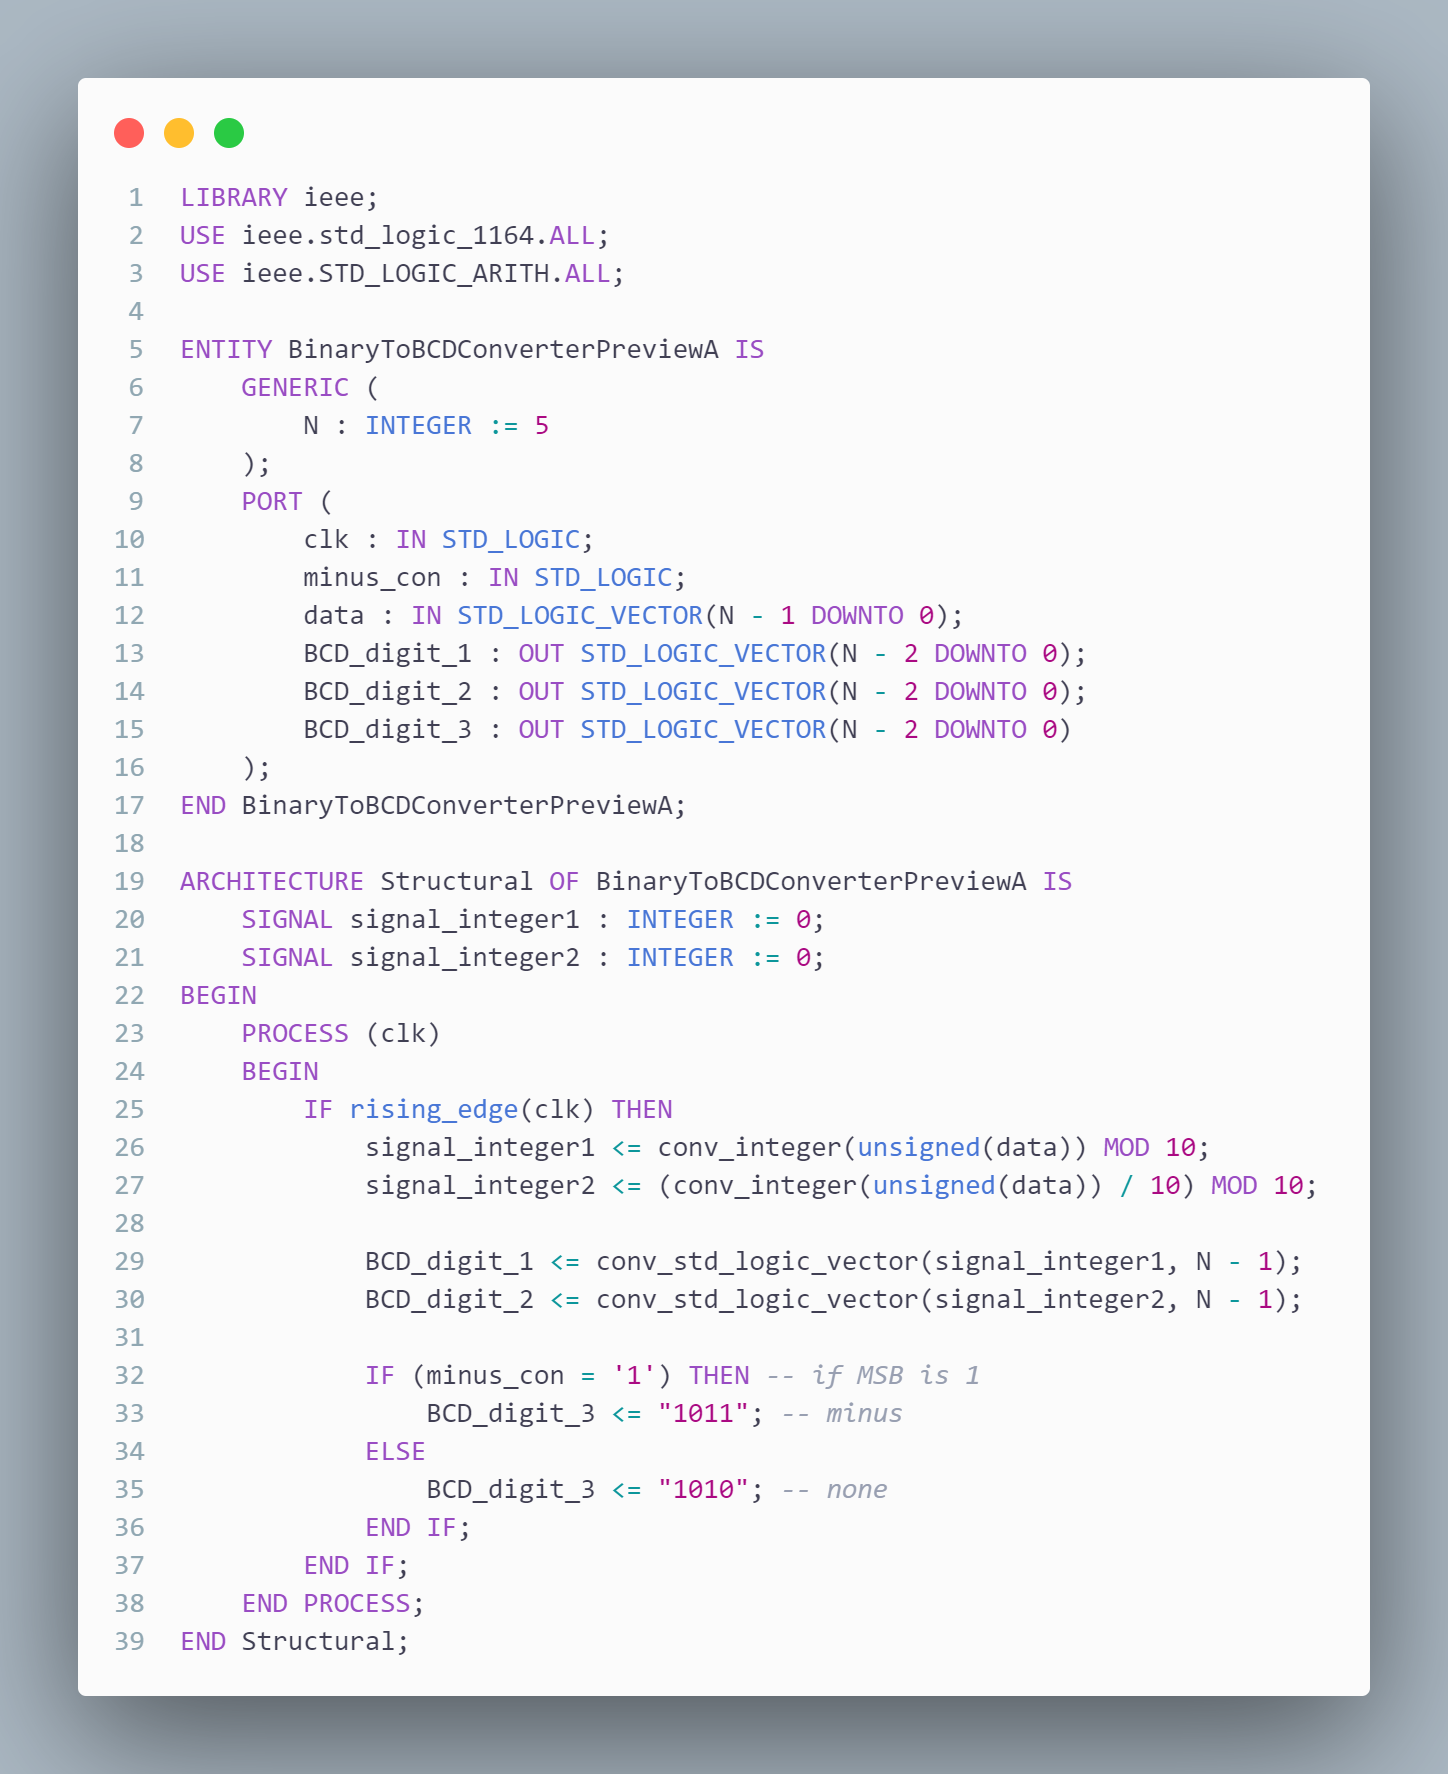 1 LIBRARY ieee;
2 USE ieee.std_logic_1164.ALL;
3 USE ieee.STD_LOGIC_ARITH.ALL;
4
5 ENTITY BinaryToBCDConverterPreviewA IS
6     GENERIC (
7         N : INTEGER := 5
8     );
9     PORT (
10         clk : IN STD_LOGIC;
11         minus_con : IN STD_LOGIC;
12         data : IN STD_LOGIC_VECTOR(N - 1 DOWNTO 0);
13         BCD_digit_1 : OUT STD_LOGIC_VECTOR(N - 2 DOWNTO 0);
14         BCD_digit_2 : OUT STD_LOGIC_VECTOR(N - 2 DOWNTO 0);
15         BCD_digit_3 : OUT STD_LOGIC_VECTOR(N - 2 DOWNTO 0)
16     );
17 END BinaryToBCDConverterPreviewA;
18
19 ARCHITECTURE Structural OF BinaryToBCDConverterPreviewA IS
20     SIGNAL signal_integer1 : INTEGER := 0;
21     SIGNAL signal_integer2 : INTEGER := 0;
22 BEGIN
23     PROCESS (clk)
24     BEGIN
25         IF rising_edge(clk) THEN
26             signal_integer1 <= conv_integer(unsigned(data)) MOD 10;
27             signal_integer2 <= (conv_integer(unsigned(data)) / 10) MOD 10;
28
29             BCD_digit_1 <= conv_std_logic_vector(signal_integer1, N - 1);
30             BCD_digit_2 <= conv_std_logic_vector(signal_integer2, N - 1);
31
32             IF (minus_con = '1') THEN -- if MSB is 1
33                 BCD_digit_3 <= "1011"; -- minus
34             ELSE
35                 BCD_digit_3 <= "1010"; -- none
36             END IF;
37         END IF;
38     END PROCESS;
39 END Structural;